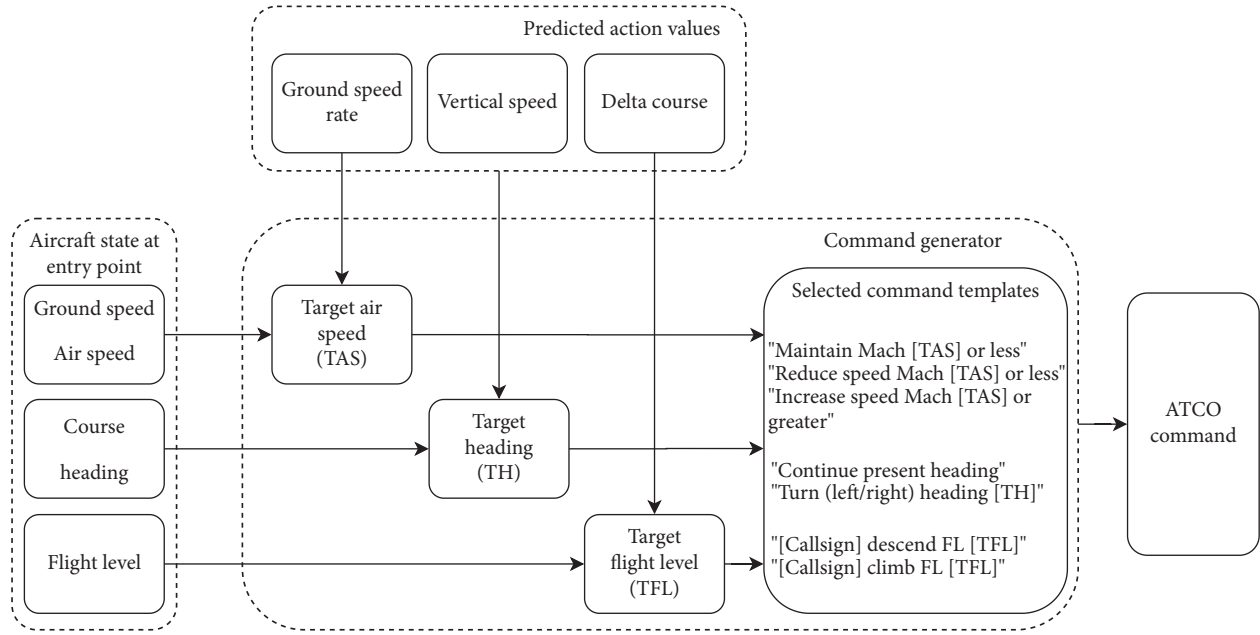 Predicted action values
Ground speed
rate
Vertical speed
Delta course
Aircraft state at
entry point
Ground speed
Air speed
Course
heading
Flight level
Command generator
Target air
speed
(TAS)
Target
heading
(TH)
Target
flight level
(TFL)
Selected command templates
"Maintain Mach [TAS] or less"
"Reduce speed Mach [TAS] or less"
"Increase speed Mach [TAS] or
greater"
"Continue present heading"
"Turn (left/right) heading [TH]"
"[Callsign] descend FL [TFL]"
"[Callsign] climb FL [TFL]"
ATCO
command